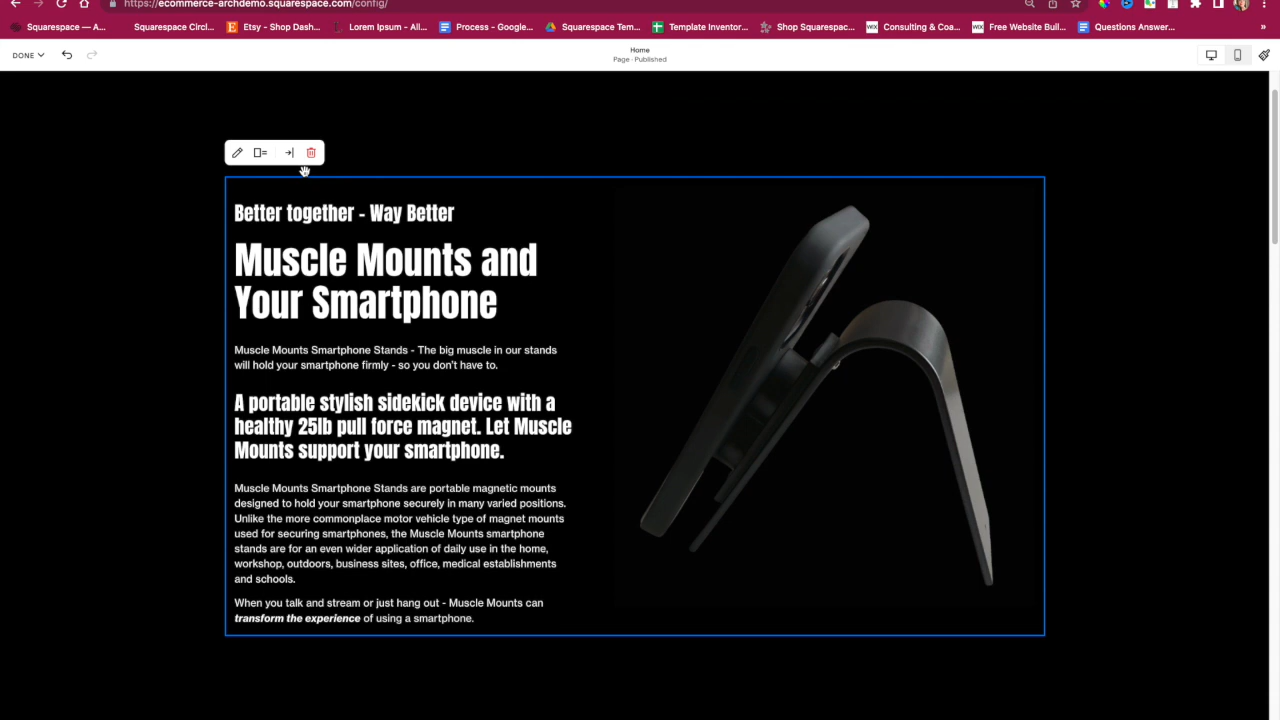 https://ecommerce-archdemo.squarespace.com/config/
Squarespace — A...
Squarespace Circl...
Etsy - Shop Dash...
Lorem Ipsum - All...
Process - Google...
Squarespace Tem...
Template Inventor...
Shop Squarespac...
Consulting & Coa...
Free Website Buil...
Questions Answer...
»
DONE
Home
Page · Published
Better together - Way Better
Muscle Mounts and
Your Smartphone
Muscle Mounts Smartphone Stands - The big muscle in our stands
will hold your smartphone firmly - so you don't have to.
A portable stylish sidekick device with a
healthy 25lb pull force magnet. Let Muscle
Mounts support your smartphone.
Muscle Mounts Smartphone Stands are portable magnetic mounts
designed to hold your smartphone securely in many varied positions.
Unlike the more commonplace motor vehicle type of magnet mounts
used for securing smartphones, the Muscle Mounts smartphone
stands are for an even wider application of daily use in the home,
workshop, outdoors, business sites, office, medical establishments
and schools.
When you talk and stream or just hang out - Muscle Mounts can
transform the experience of using a smartphone.